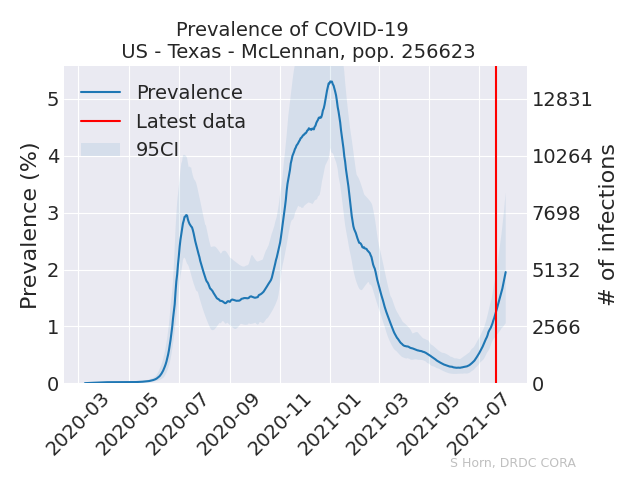 Prevalence of COVID-19
US - Texas - McLennan, pop. 256623
Prevalence
Latest data
95CI
Prevalence (%)
5
4
3
2
1
0
12831
10264
7698
5132
2566
0
# of infections
2020-03
2020-05
2020-07
2020-09
2020-11
2021-01
2021-03
2021-05
2021-07
S Horn, DRDC CORA